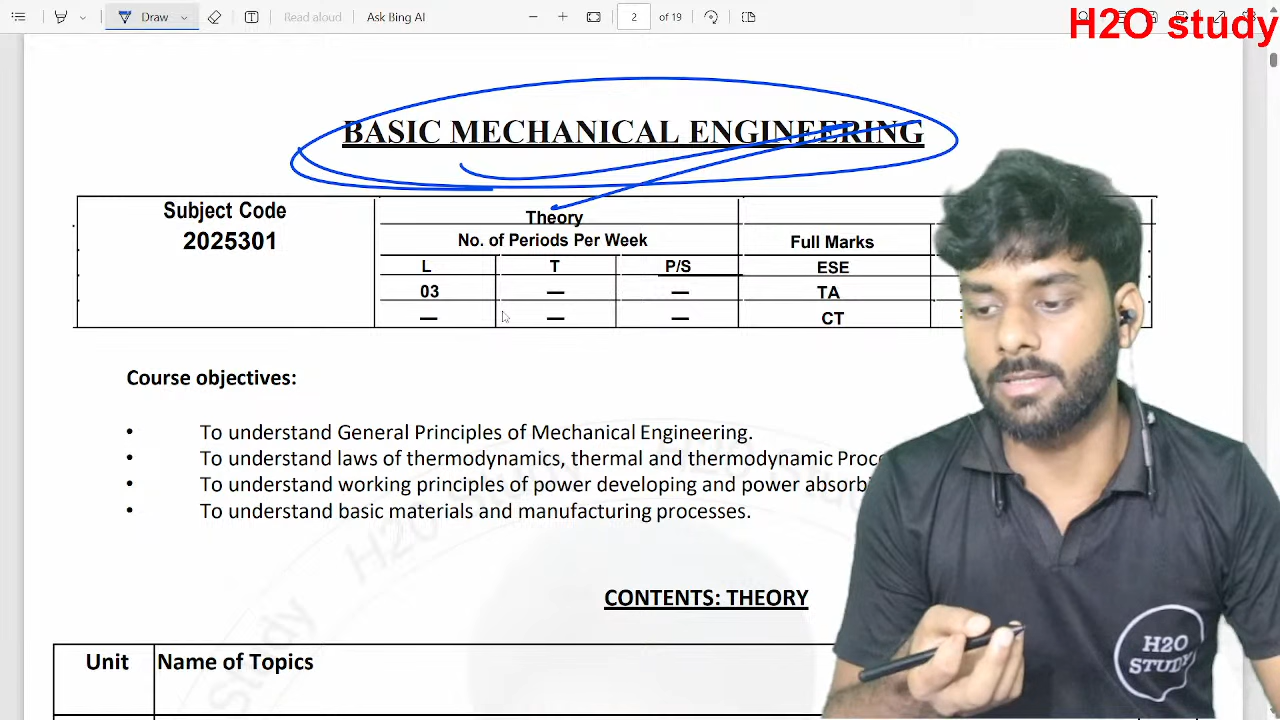 Draw
Read aloud
Ask Bing AI
2 of 19
H2O study
BASIC MECHANICAL ENGINEERING
Subject Code
2025301
Theory
No. of Periods Per Week
Full Marks
L T P/S ESE
03 — — TA
— — — CT
Course objectives:
• To understand General Principles of Mechanical Engineering.
• To understand laws of thermodynamics, thermal and thermodynamic
• To understand working principles of power developing and power
• To understand basic materials and manufacturing processes.
H2O Study
CONTENTS: THEORY
Unit Name of Topics
H2O
STUDY